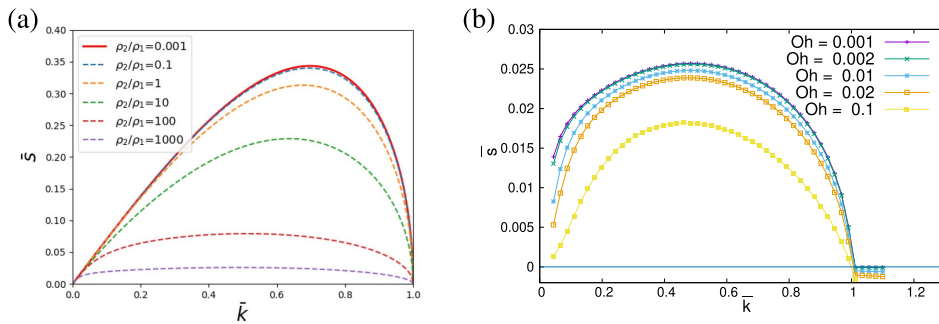 (a)
0.40
0.35
0.30
0.25
0.20
0.15
0.10
0.05
0.00
s̄
ρ₂/ρ₁=0.001
ρ₂/ρ₁=0.1
ρ₂/ρ₁=1
ρ₂/ρ₁=10
ρ₂/ρ₁=100
ρ₂/ρ₁=1000
0.0 0.2 0.4 0.6 0.8 1.0
k̄
(b)
0.03
0.025
0.02
0.015
0.01
0.005
0
s̄
Oh = 0.001
Oh = 0.002
Oh = 0.01
Oh = 0.02
Oh = 0.1
0 0.2 0.4 0.6 0.8 1 1.2
k̄